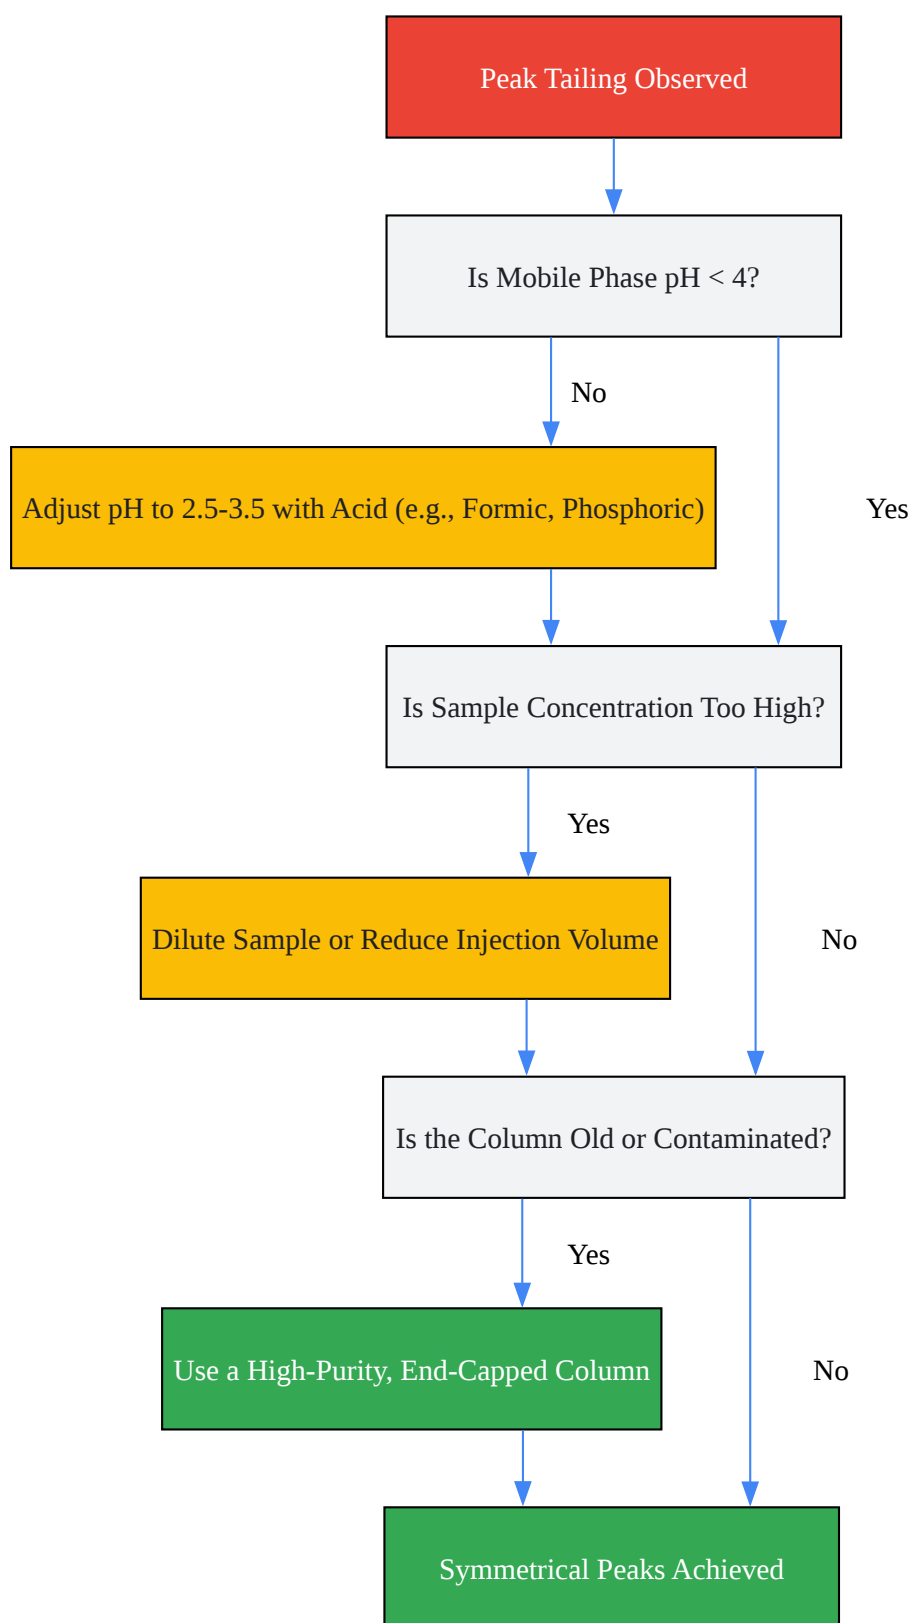 Peak Tailing Observed
Is Mobile Phase pH < 4?
No
Adjust pH to 2.5-3.5 with Acid (e.g., Formic, Phosphoric)
Yes
Is Sample Concentration Too High?
Yes
Dilute Sample or Reduce Injection Volume
No
Is the Column Old or Contaminated?
Yes
Use a High-Purity, End-Capped Column
No
Symmetrical Peaks Achieved